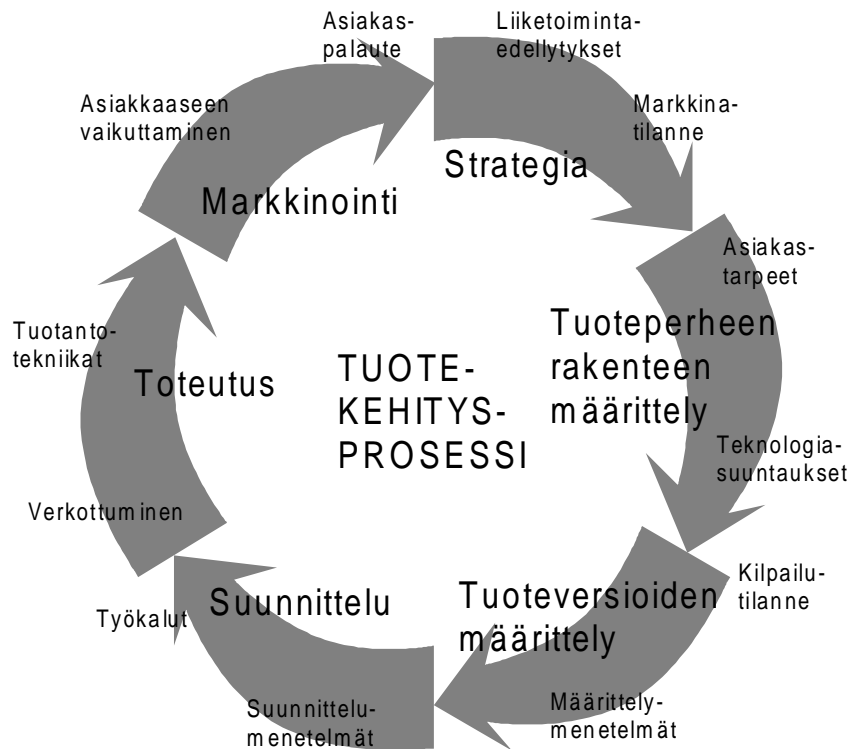 Asiakas-
palaute
Liiketoiminta-
edellytykset
Asiakkaaseen
vaikuttaminen
Markkina-
tilanne
Strategia
Markkinointi
Asiakas-
tarpeet
Tuoteperheen
rakenteen
määrittely
Tuotanto-
tekniikat
Toteutus
TUOTE-
KEHITYS-
PROSESSI
Teknologia-
suuntaukset
Verkottuminen
Kilpailu-
tilanne
Suunnittelu
Tuoteversioiden
määrittely
Työkalut
Suunnittelu-
menetelmät
Määrittely-
menetelmät